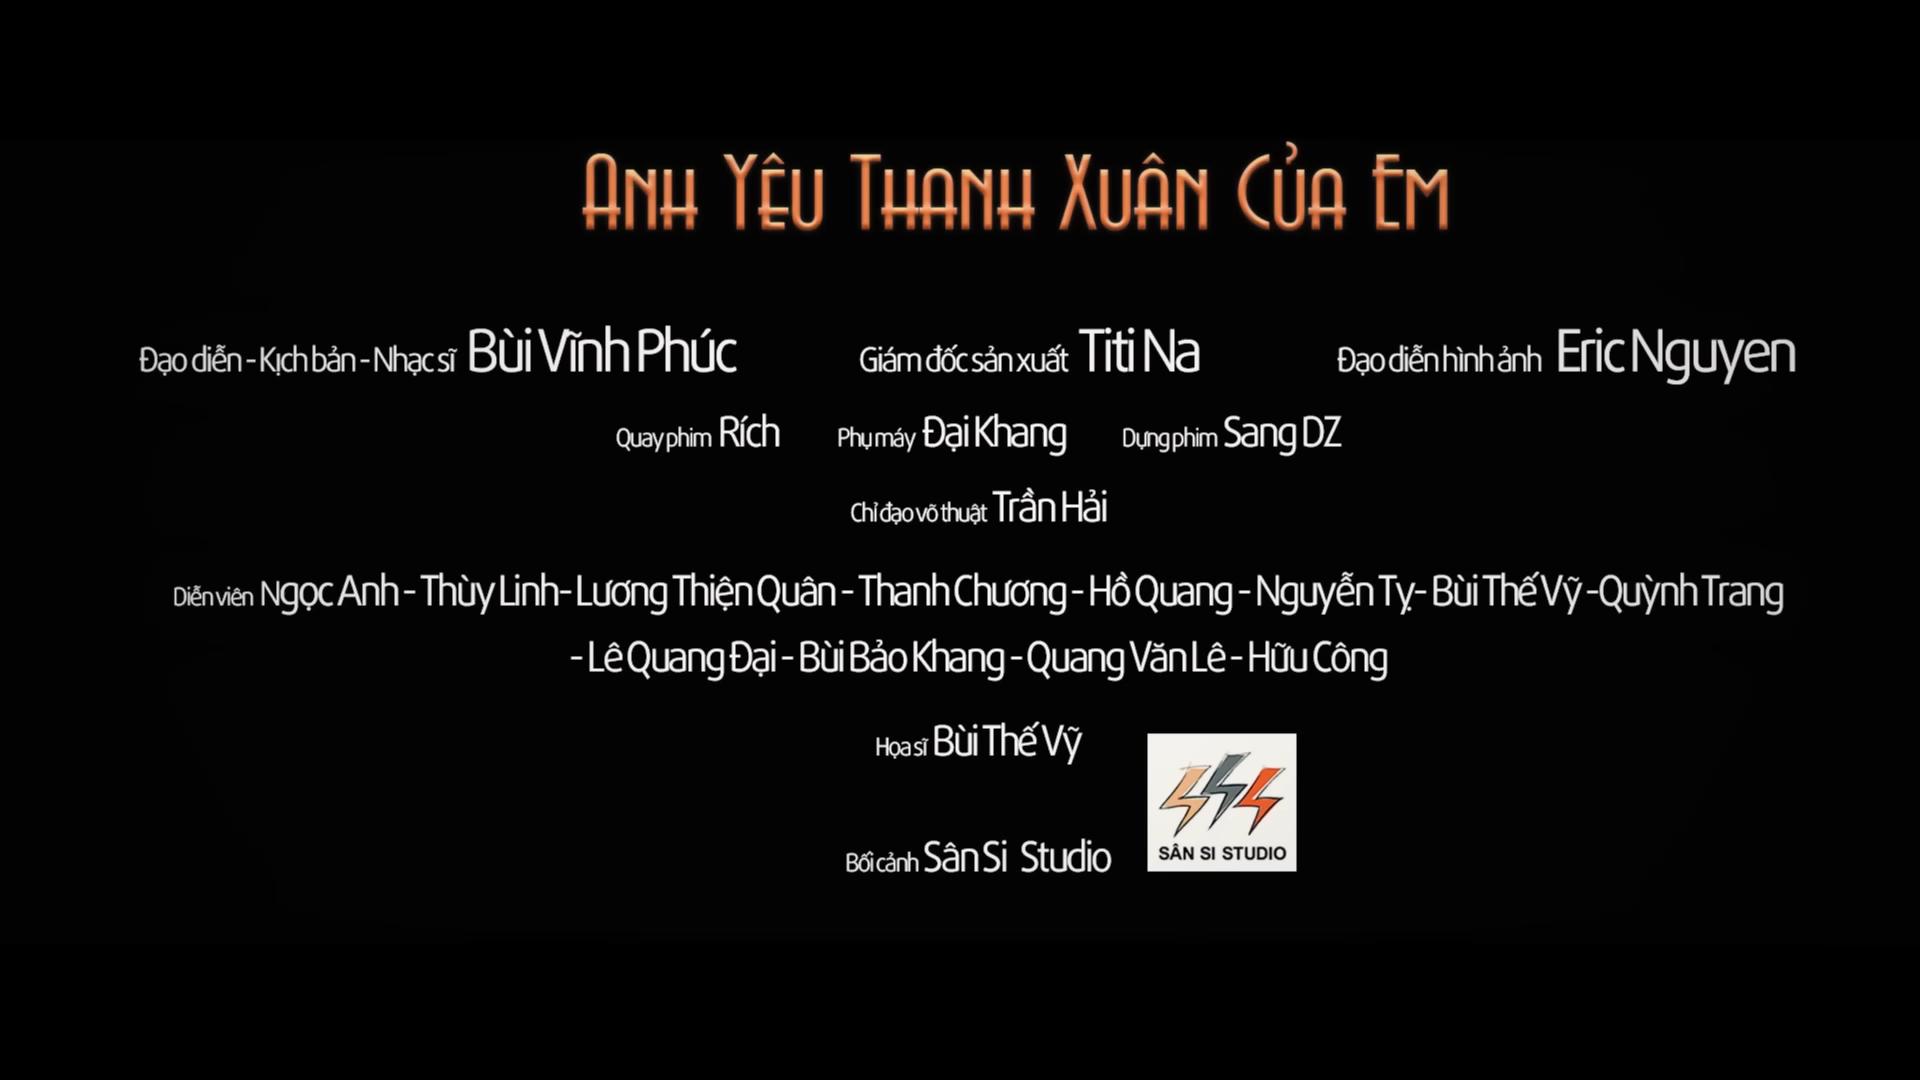 ANH YÊU THANH XUÂN CỦA EM
Đạo diễn - Kịch bản - Nhạc sĩ Bùi Vĩnh Phúc Giám đốc sản xuất Titi Na Đạo diễn hình ảnh Eric Nguyen
Quay phim Rích Phụ máy Đại Khang Dựng phim Sang DZ
Chỉ đạo võ thuật Trần Hải
Diễn viên Ngọc Anh - Thùy Linh- Lương Thiện Quân - Thanh Chương - Hồ Quang - Nguyễn Tỵ- Bùi Thế Vỹ -Quỳnh Trang
- Lê Quang Đại - Bùi Bảo Khang - Quang Văn Lê - Hữu Công
Họa sĩ Bùi Thế Vỹ
Bối cảnh Sân Si Studio
SÂN SI STUDIO